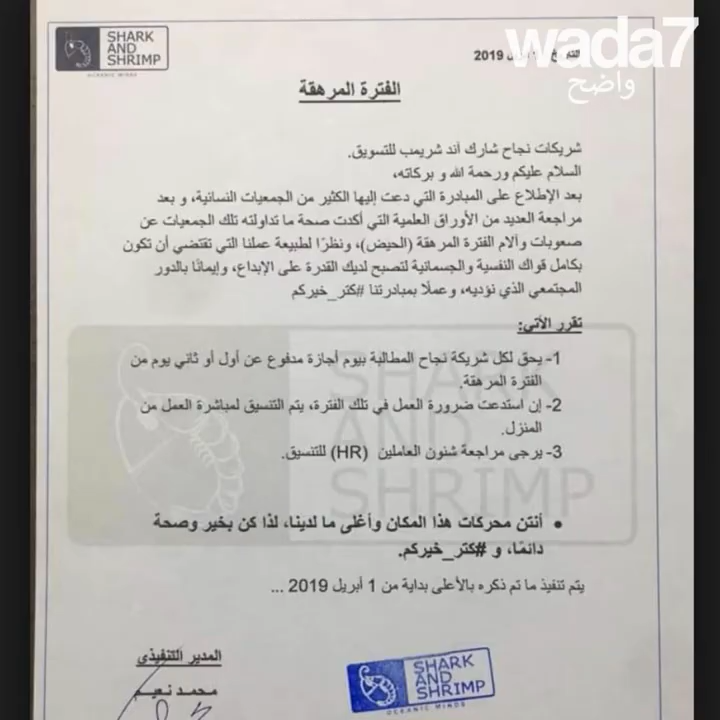 SHARK
AND
SHRIMP
OCEANIC MINDS
wada7
واضح
2019
الفترة المرهقة
شريكات نجاح شارك أند شريمب للتسويق.
السلام عليكم ورحمة الله و بركاته،
بعد الإطلاع على المبادرة التي دعت إليها الكثير من الجمعيات النسائية، و بعد
مراجعة العديد من الأوراق العلمية التي أكدت صحة ما تداولته تلك الجمعيات عن
صعوبات وآلام الفترة المرهقة (الحيض)، ونظرًا لطبيعة عملنا التي تقتضي أن تكون
بكامل قواك النفسية والجسمانية لتصبح لديك القدرة على الإبداع، وإيمانًا بالدور
المجتمعي الذي نؤديه، وعملًا بمبادرتنا #كتر_خيركم
تقرر الآتي:
1- يحق لكل شريكة نجاح المطالبة بيوم أجازة مدفوع عن أول أو ثاني يوم من
الفترة المرهقة.
2- إن استدعت ضرورة العمل في تلك الفترة، يتم التنسيق لمباشرة العمل من
المنزل.
3- يرجى مراجعة شئون العاملين (HR) للتنسيق.
SHARK
AND
SHRIMP
• أنتن محركات هذا المكان وأغلى ما لدينا، لذا كن بخير وصحة
دائمًا، و #كتر_خيركم.
يتم تنفيذ ما تم ذكره بالأعلى بداية من 1 أبريل 2019 ...
المدير التنفيذي
محمد نعيم
SHARK
AND
SHRIMP
OCEANIC MINDS